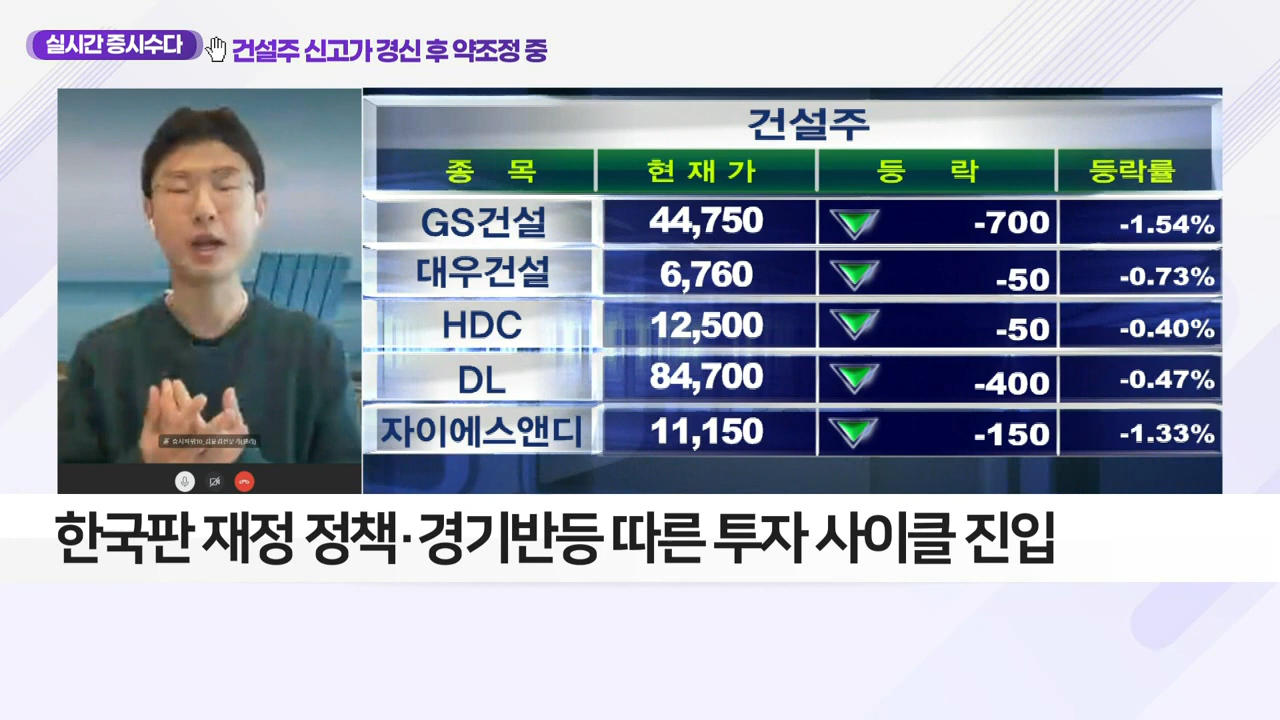 실시간 증시수다 건설주 신고가 경신 후 약조정 중
건설주
종 목 현 재 가 등 락 등락률
GS건설 44,750 -700 -1.54%
대우건설 6,760 -50 -0.73%
HDC 12,500 -50 -0.40%
DL 84,700 -400 -0.47%
자이에스앤디 11,150 -150 -1.33%
한국판 재정 정책·경기반등 따른 투자 사이클 진입